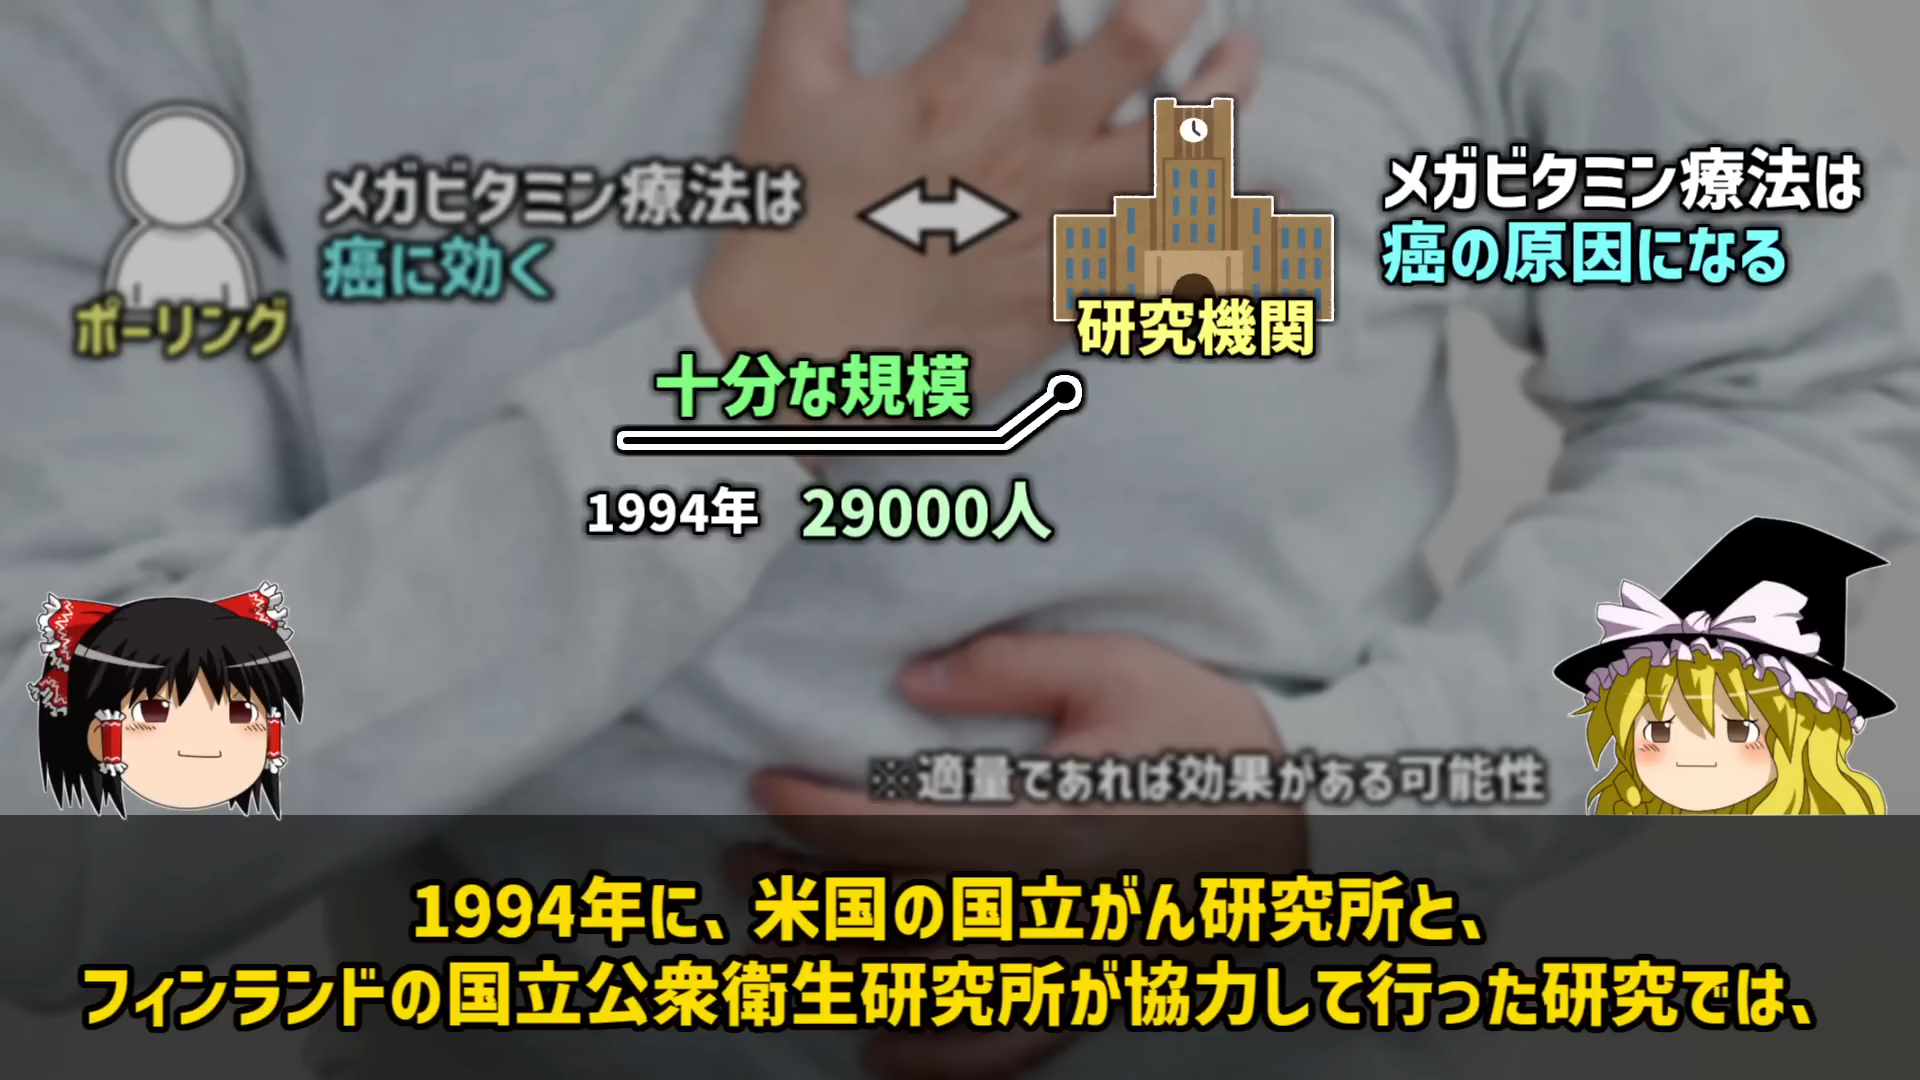 メガビタミン療法は
癌に効く
ポーリング
メガビタミン療法は
癌の原因になる
研究機関
十分な規模
1994年 29000人
※適量であれば効果がある可能性
1994年に、米国の国立がん研究所と、
フィンランドの国立公衆衛生研究所が協力して行った研究では、